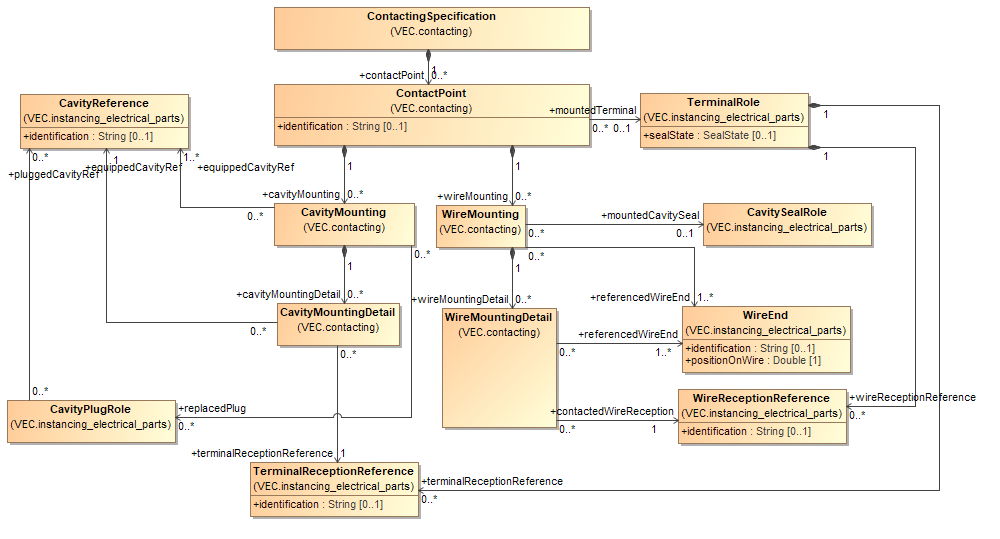 ContactingSpecification
(VEC.contacting)
1
+contactPoint 0..*
ContactPoint
(VEC.contacting)
+identification : String [0..1]
+mountedTerminal
0..* 0..1
TerminalRole
(VEC.instancing_electrical_parts)
+sealState : SealState [0..1]
1
1
CavityReference
(VEC.instancing_electrical_parts)
+identification : String [0..1]
0..*
1
1..*
+pluggedCavityRef
+equippedCavityRef
+equippedCavityRef
1
+cavityMounting 0..*
1
+wireMounting 0..*
0..*
CavityMounting
(VEC.contacting)
0..*
WireMounting
(VEC.contacting)
+mountedCavitySeal
0..*
0..1
CavitySealRole
(VEC.instancing_electrical_parts)
0..*
1
+cavityMountingDetail 0..*
1
+wireMountingDetail 0..*
+referencedWireEnd 1..*
CavityMountingDetail
(VEC.contacting)
0..*
0..*
WireMountingDetail
(VEC.contacting)
+referencedWireEnd
0..*
1..*
WireEnd
(VEC.instancing_electrical_parts)
+identification : String [0..1]
+positionOnWire : Double [1]
0..*
CavityPlugRole
(VEC.instancing_electrical_parts)
+replacedPlug
0..*
+contactedWireReception
0..*
1
WireReceptionReference
(VEC.instancing_electrical_parts)
+identification : String [0..1]
+wireReceptionReference
0..*
+terminalReceptionReference 1
TerminalReceptionReference
(VEC.instancing_electrical_parts)
+identification : String [0..1]
+terminalReceptionReference
0..*